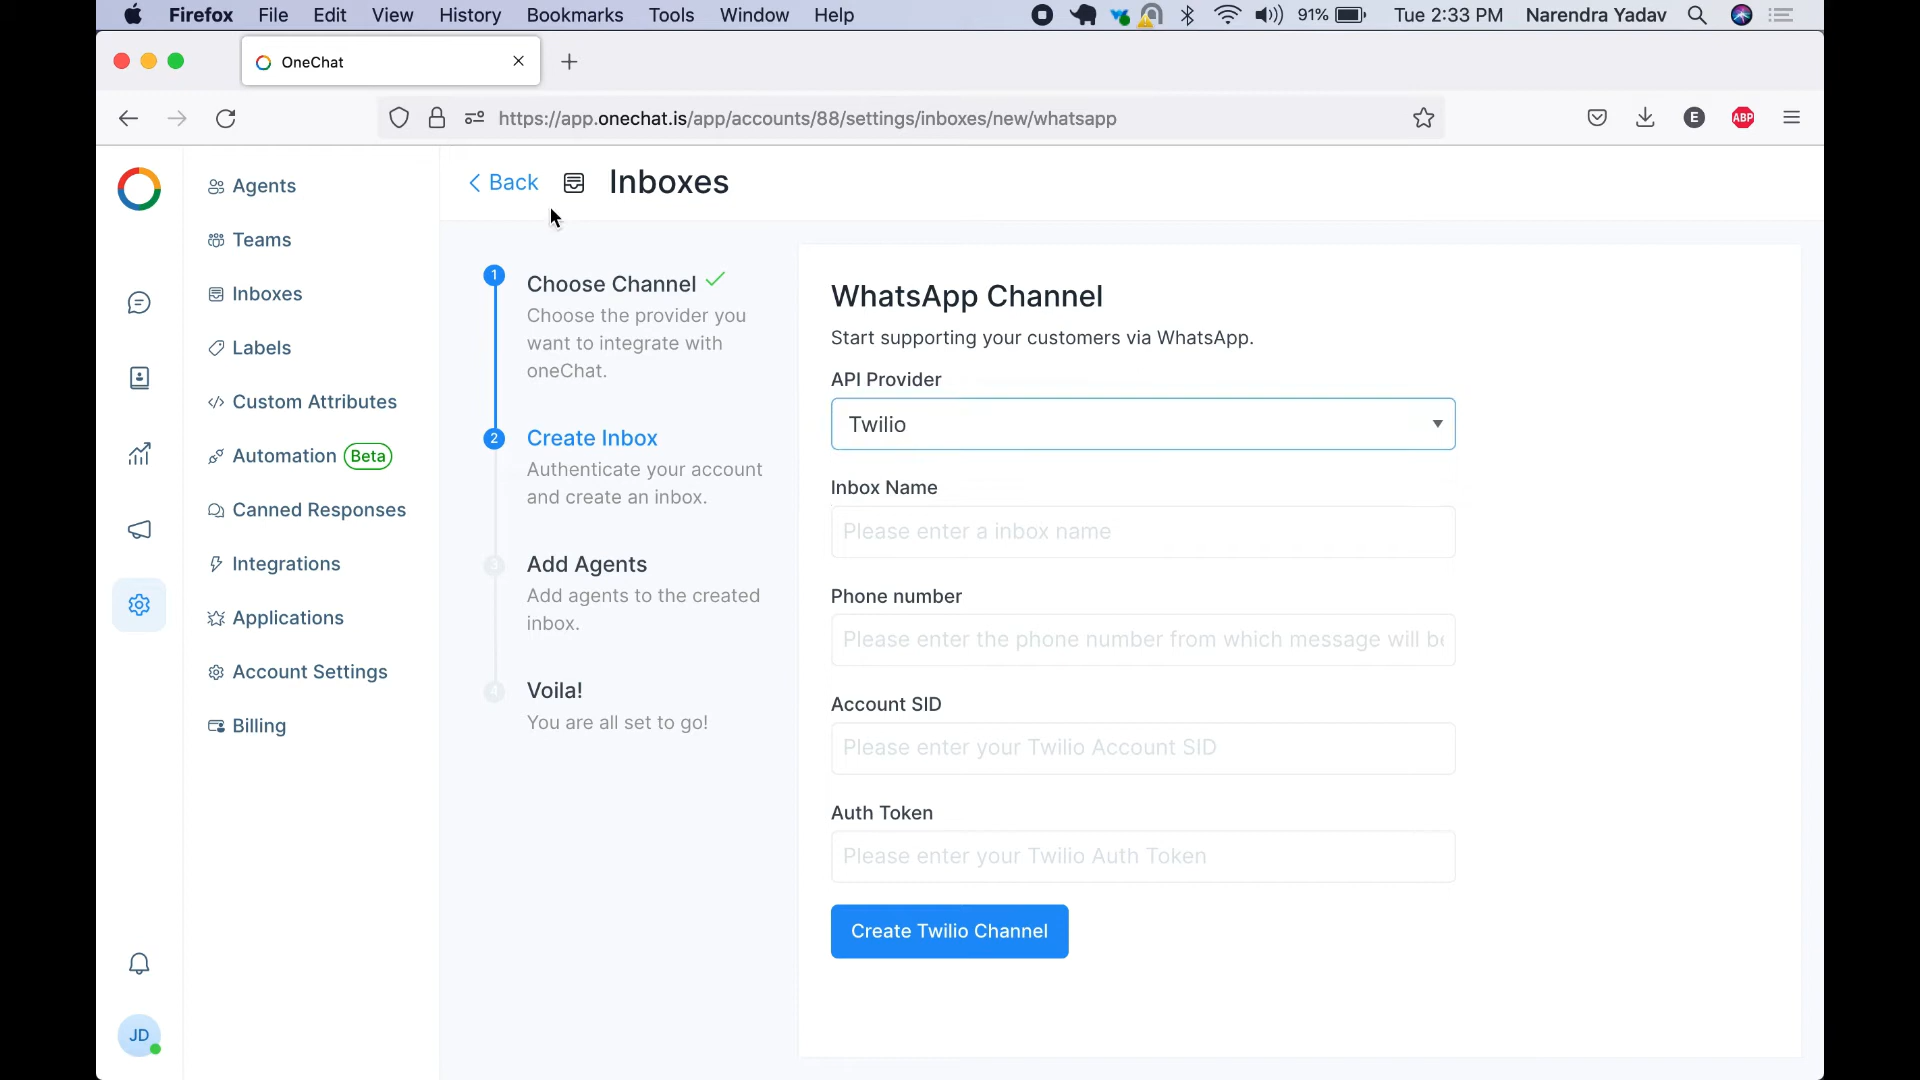 Firefox File Edit View History Bookmarks Tools Window Help 91% Tue 2:33 PM Narendra Yadav
OneChat
https://app.onechat.is/app/accounts/88/settings/inboxes/new/whatsapp
E
ABP
Agents
Teams
Inboxes
Labels
Custom Attributes
Automation Beta
Canned Responses
Integrations
Applications
Account Settings
Billing
JD
Back Inboxes
1
Choose Channel
Choose the provider you
want to integrate with
oneChat.
2
Create Inbox
Authenticate your account
and create an inbox.
3
Add Agents
Add agents to the created
inbox.
4
Voila!
You are all set to go!
WhatsApp Channel
Start supporting your customers via WhatsApp.
API Provider
Twilio
Inbox Name
Please enter a inbox name
Phone number
Please enter the phone number from which message will be
Account SID
Please enter your Twilio Account SID
Auth Token
Please enter your Twilio Auth Token
Create Twilio Channel